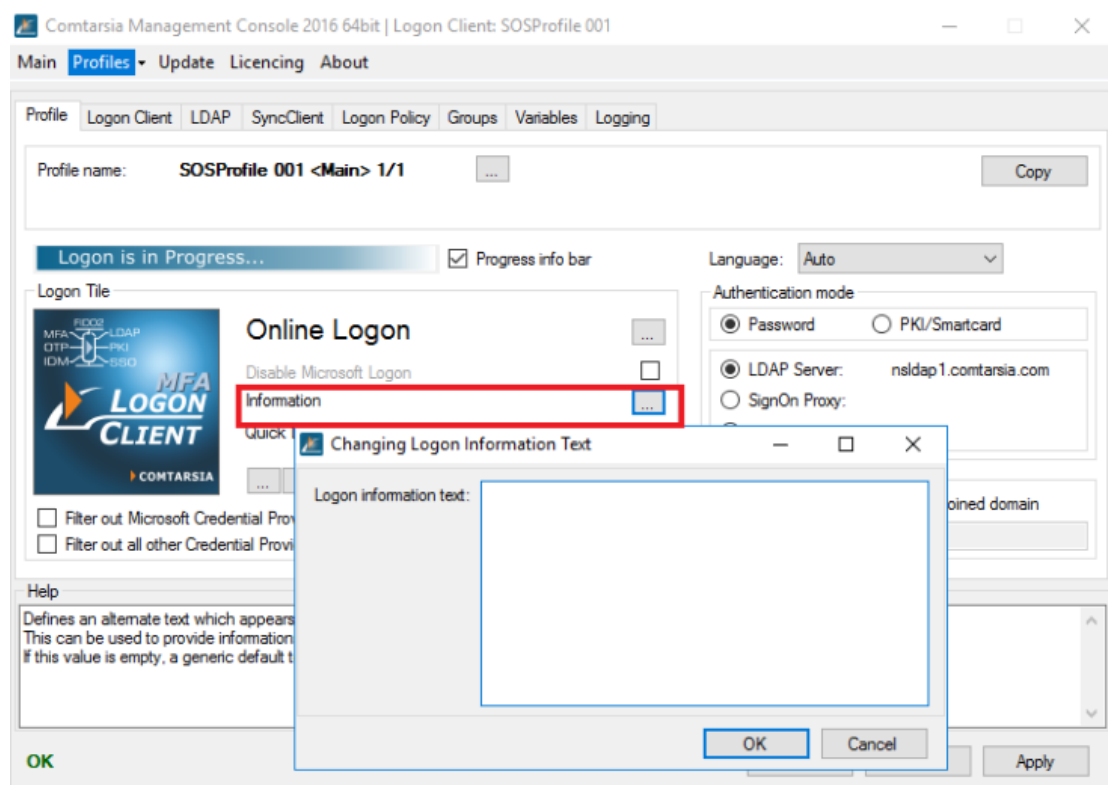 Comtarsia Management Console 2016 64bit | Logon Client: SOSProfile 001
Main Profiles Update Licencing About
Profile Logon Client LDAP SyncClient Logon Policy Groups Variables Logging
Profile name: SOSProfile 001 <Main> 1/1 ... Copy
Logon is in Progress... Progress info bar Language: Auto
Logon Tile Authentication mode
FIDO2
MFA LDAP
OTP PKI
IDM SSO
MFA
LOGON
CLIENT
COMTARSIA
Online Logon ...
Password PKI/Smartcard
Disable Microsoft Logon
LDAP Server: nsldap1.comtarsia.com
Information ...
SignOn Proxy:
Quick
...
Filter out Microsoft Credential
Filter out all other Credential
Changing Logon Information Text
Logon information text:
OK Cancel
domain
Help
Defines an alternate text which appears
This can be used to provide information
If this value is empty, a generic default
OK Apply